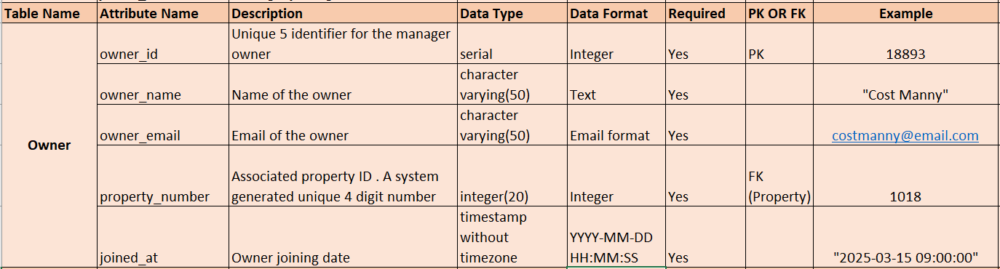 Table Name Attribute Name Description Data Type Data Format Required PK OR FK Example
Owner
owner_id Unique 5 identifier for the manager owner serial Integer Yes PK 18893
owner_name Name of the owner character varying(50) Text Yes "Cost Manny"
owner_email Email of the owner character varying(50) Email format Yes costmanny@email.com
property_number Associated property ID . A system generated unique 4 digit number integer(20) Integer Yes FK (Property) 1018
joined_at Owner joining date timestamp without timezone YYYY-MM-DD HH:MM:SS Yes "2025-03-15 09:00:00"